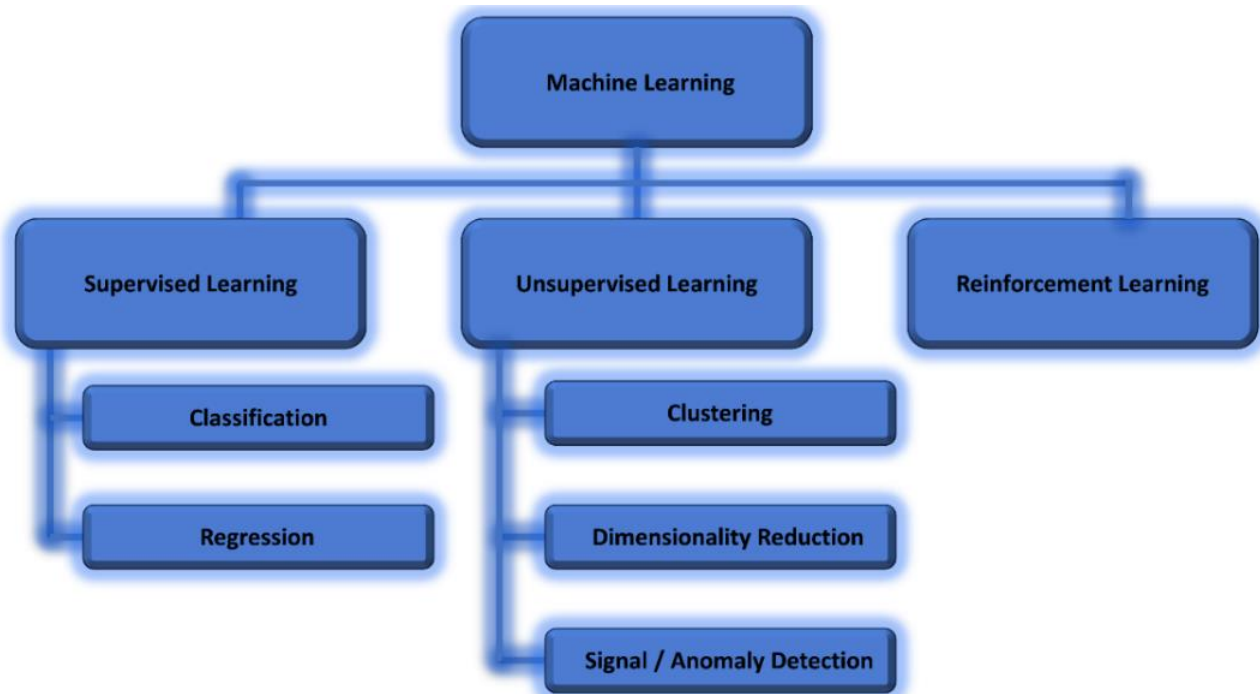 Machine Learning
Supervised Learning
Unsupervised Learning
Reinforcement Learning
Classification
Regression
Clustering
Dimensionality Reduction
Signal / Anomaly Detection